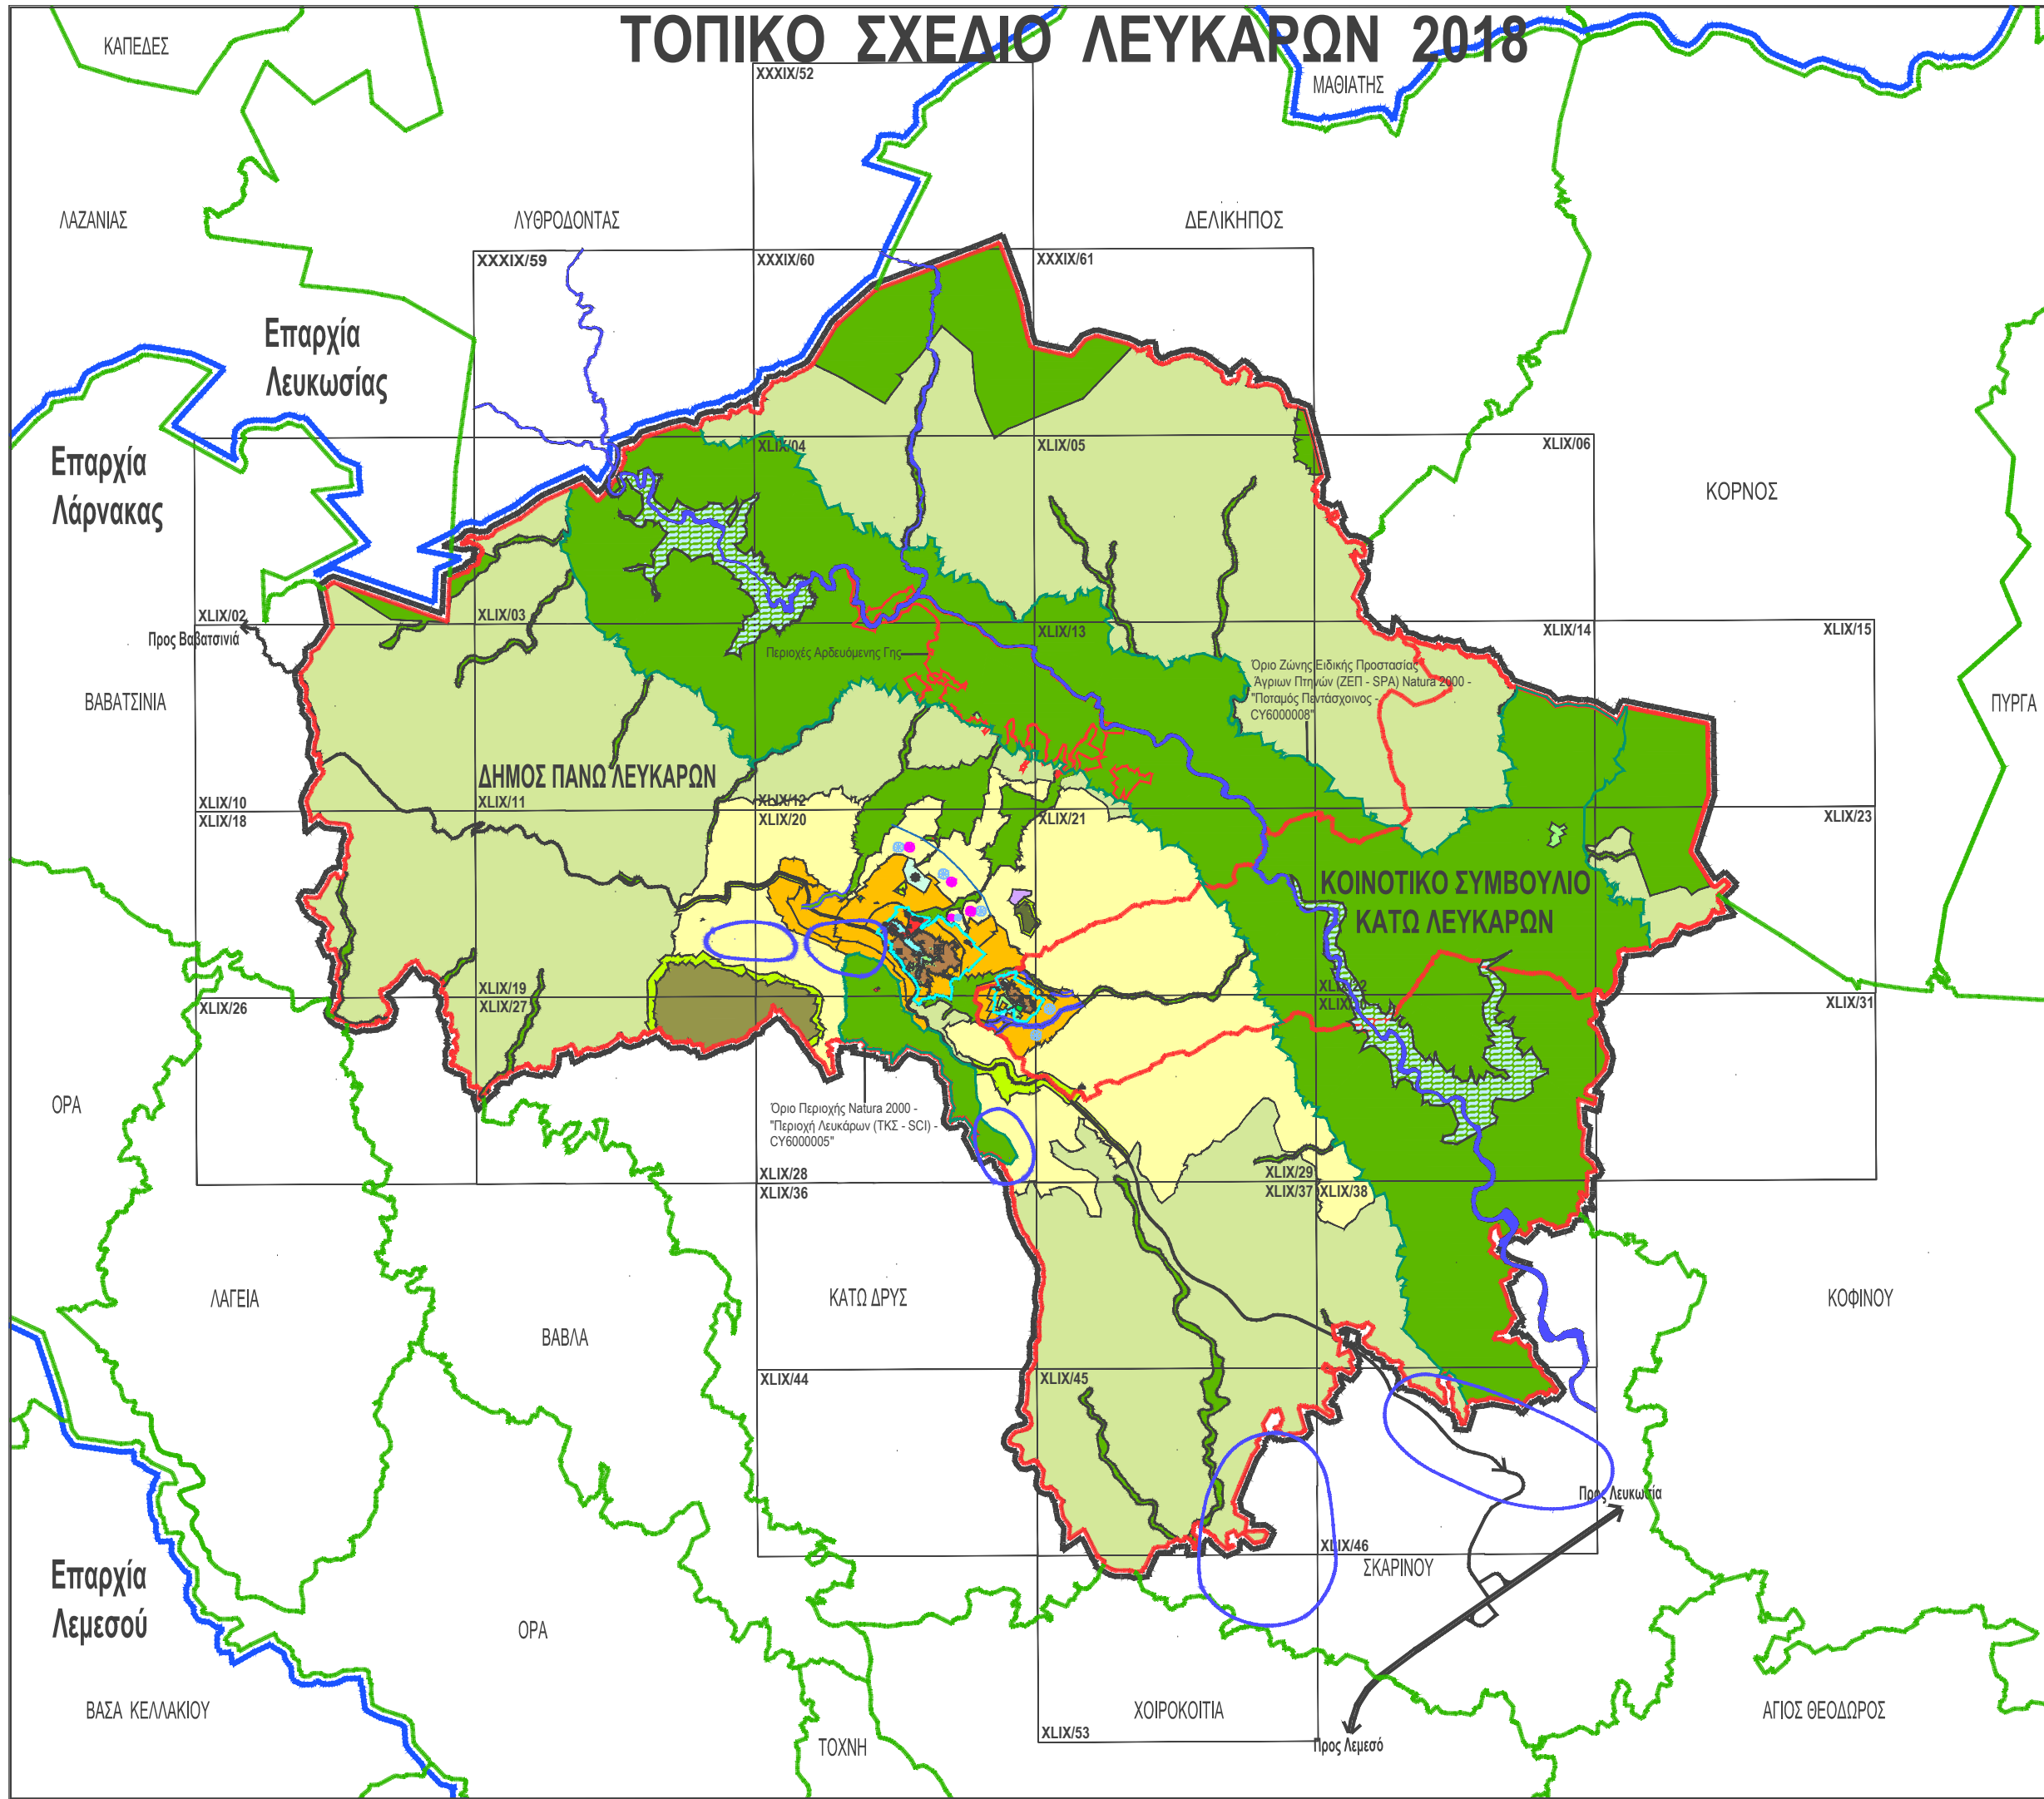 ΤΟΠΙΚΟ ΣΧΕΔΙΟ ΛΕΥΚΑΡΩΝ 2018
ΚΑΠΕΔΕΣ
XXXIX/52
ΜΑΘΙΑΤΗΣ
ΛΑΖΑΝΙΑΣ
ΛΥΘΡΟΔΟΝΤΑΣ
ΔΕΛΙΚΗΠΟΣ
XXXIX/59
XXXIX/60
XXXIX/61
Επαρχία
Λευκωσίας
Επαρχία
Λάρνακας
XLIX/04
XLIX/05
XLIX/06
ΚΟΡΝΟΣ
XLIX/02
XLIX/03
XLIX/13
XLIX/14
XLIX/15
Προς Βαβατσινιά
Περιοχές Αρδευόμενης Γης
Όριο Ζώνης Ειδικής Προστασίας
Άγριων Πτηνών (ΖΕΠ - SPA) Natura 2000 -
"Ποταμός Πεντάσχοινος -
CY6000008"
ΒΑΒΑΤΣΙΝΙΑ
ΠΥΡΓΑ
ΔΗΜΟΣ ΠΑΝΩ ΛΕΥΚΑΡΩΝ
XLIX/10
XLIX/11
XLIX/12
XLIX/18
XLIX/20
XLIX/21
XLIX/23
ΚΟΙΝΟΤΙΚΟ ΣΥΜΒΟΥΛΙΟ
ΚΑΤΩ ΛΕΥΚΑΡΩΝ
XLIX/19
XLIX/22
XLIX/26
XLIX/27
XLIX/31
ΟΡΑ
Όριο Περιοχής Natura 2000 -
"Περιοχή Λευκάρων (ΤΚΣ - SCI) -
CY6000005"
XLIX/28
XLIX/29
XLIX/36
XLIX/37
XLIX/38
ΛΑΓΕΙΑ
ΚΑΤΩ ΔΡΥΣ
ΚΟΦΙΝΟΥ
ΒΑΒΛΑ
XLIX/44
XLIX/45
Προς Λευκωσία
XLIX/46
ΣΚΑΡΙΝΟΥ
Επαρχία
Λεμεσού
ΟΡΑ
ΒΑΣΑ ΚΕΛΛΑΚΙΟΥ
ΧΟΙΡΟΚΟΙΤΙΑ
ΑΓΙΟΣ ΘΕΟΔΩΡΟΣ
XLIX/53
ΤΟΧΝΗ
Προς Λεμεσό